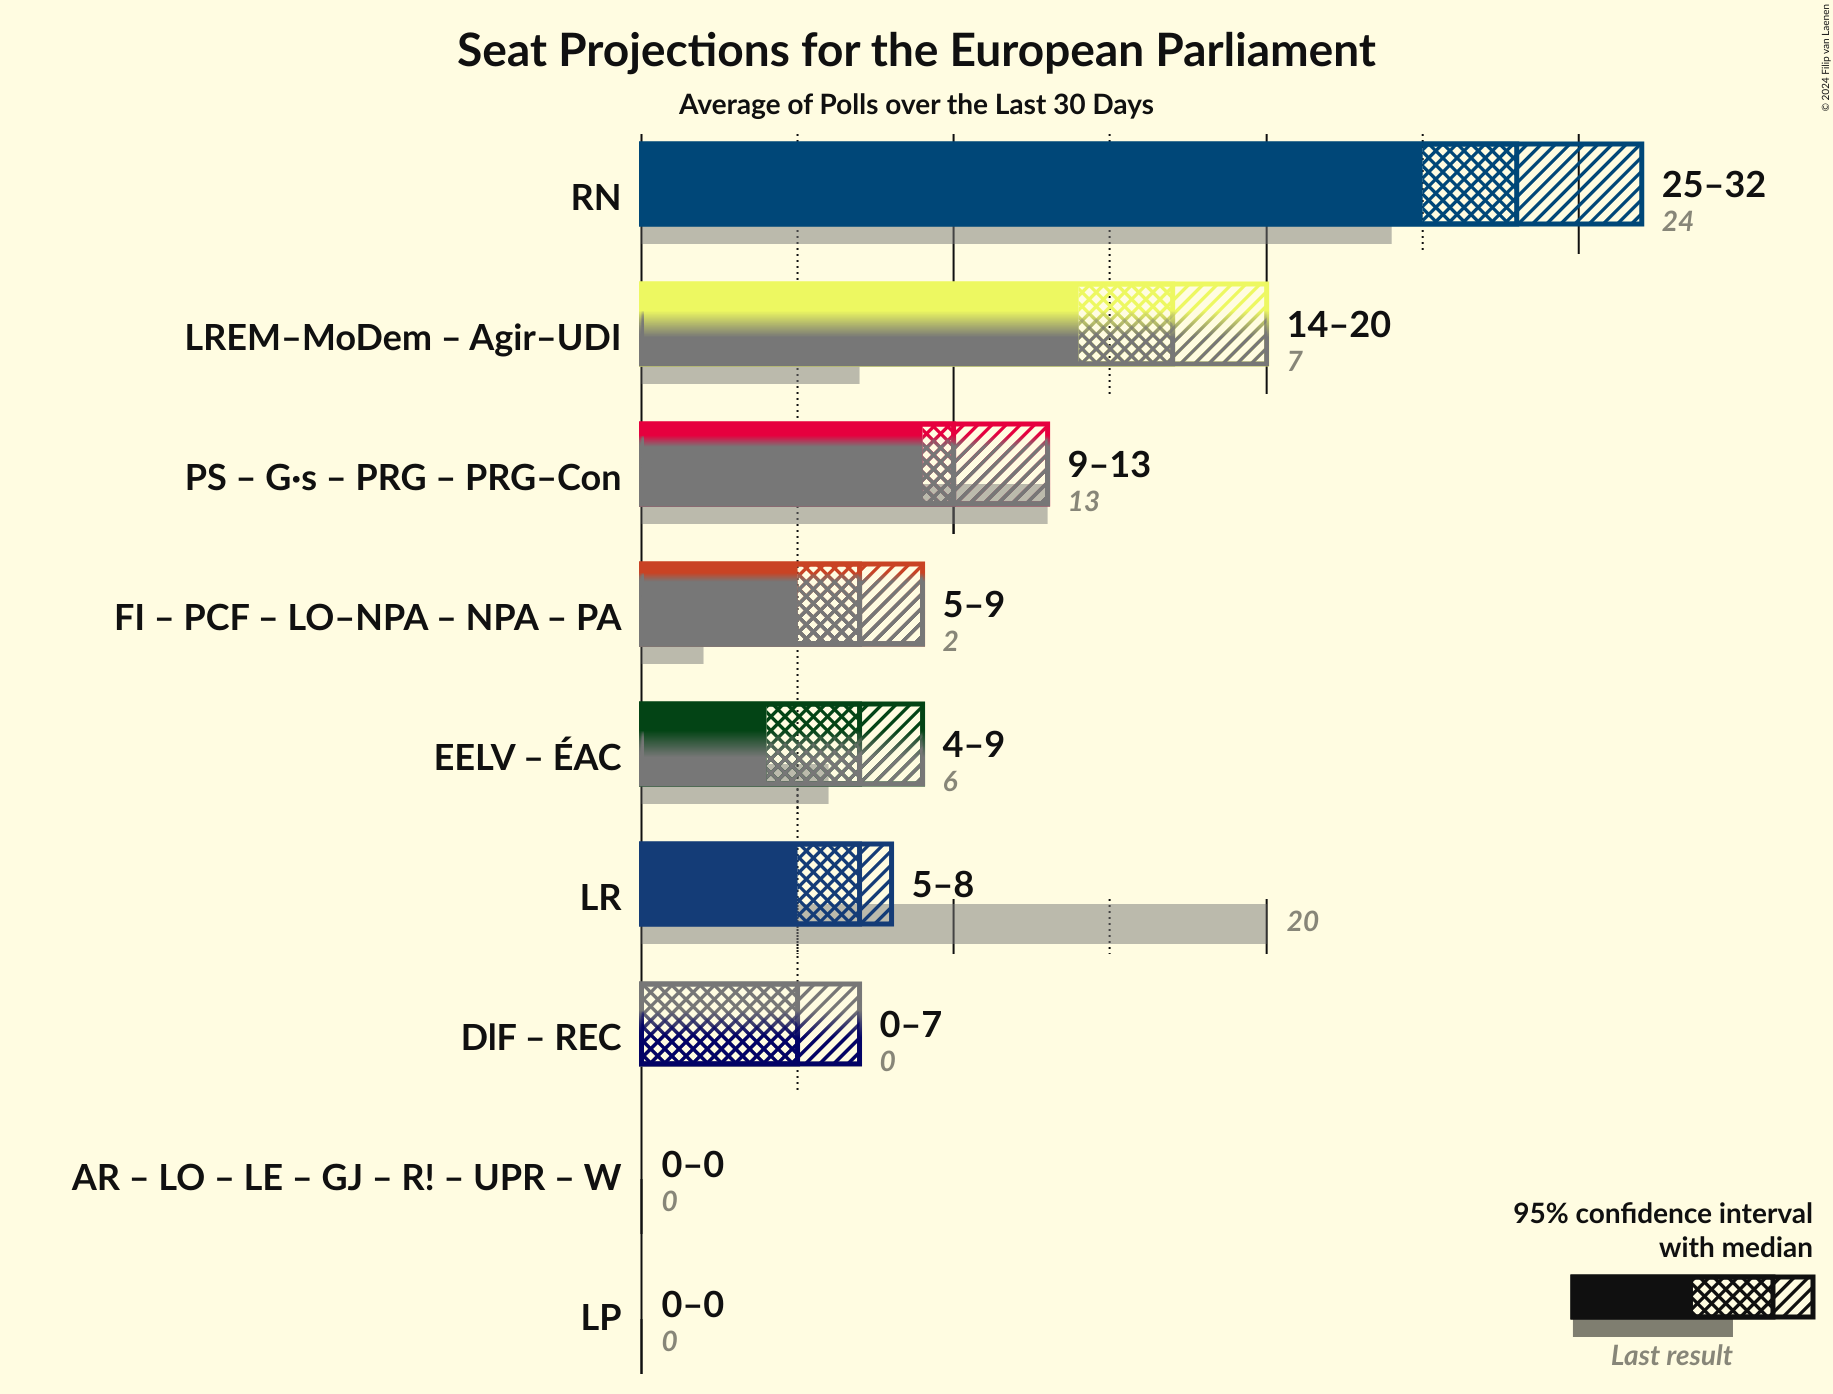 Seat Projections for the European Parliament
Average of Polls over the Last 30 Days
© 2024 Filip van Laenen
RN
25–32
24
LREM–MoDem – Agir–UDI
14–20
7
PS – G·s – PRG – PRG–Con
9–13
13
FI – PCF – LO–NPA – NPA – PA
5–9
2
EELV – ÉAC
4–9
6
LR
5–8
20
DlF – REC
0–7
0
AR – LO – LE – GJ – R! – UPR – W
0–0
0
LP
0–0
0
95% confidence interval
with median
Last result